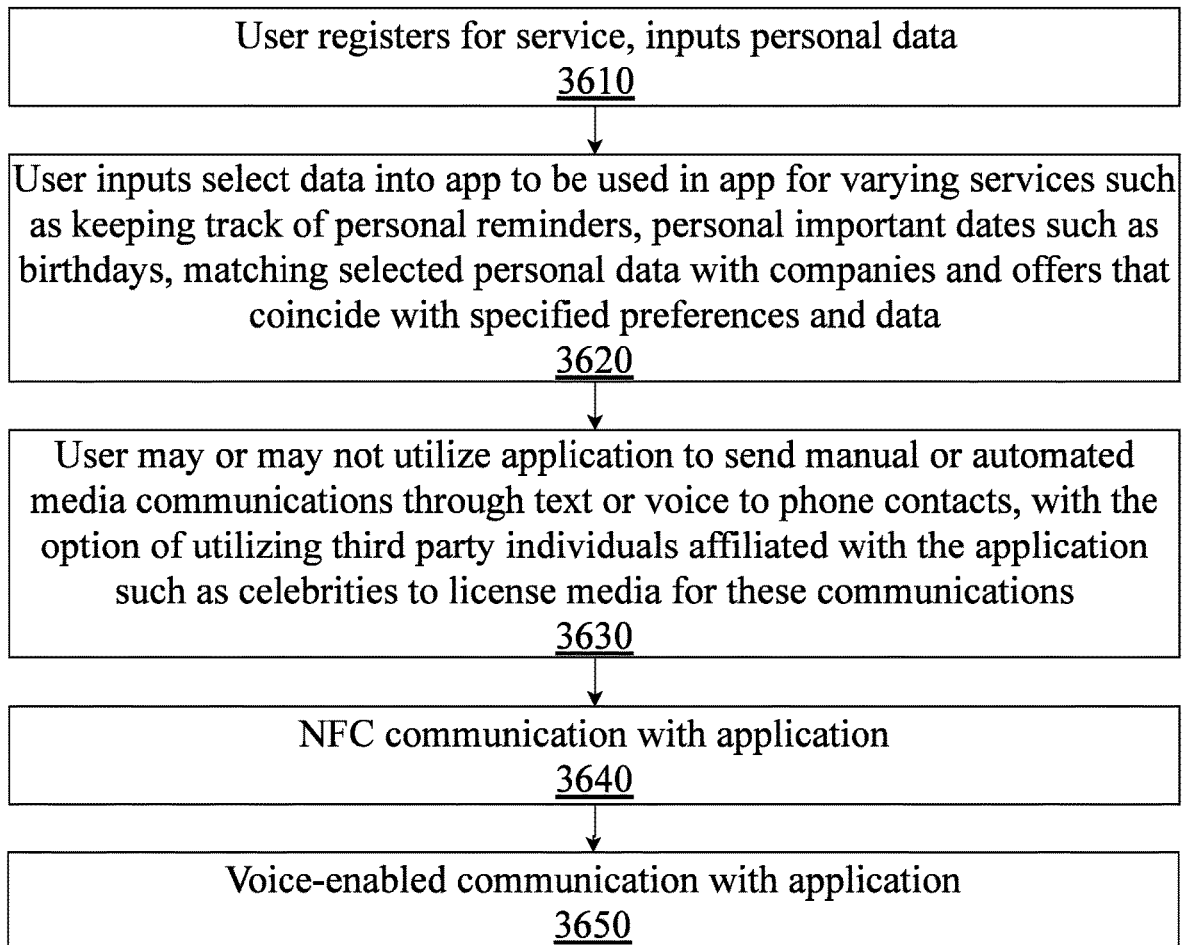 User registers for service, inputs personal data
3610
User inputs select data into app to be used in app for varying services such
as keeping track of personal reminders, personal important dates such as
birthdays, matching selected personal data with companies and offers that
coincide with specified preferences and data
3620
User may or may not utilize application to send manual or automated
media communications through text or voice to phone contacts, with the
option of utilizing third party individuals affiliated with the application
such as celebrities to license media for these communications
3630
NFC communication with application
3640
Voice-enabled communication with application
3650